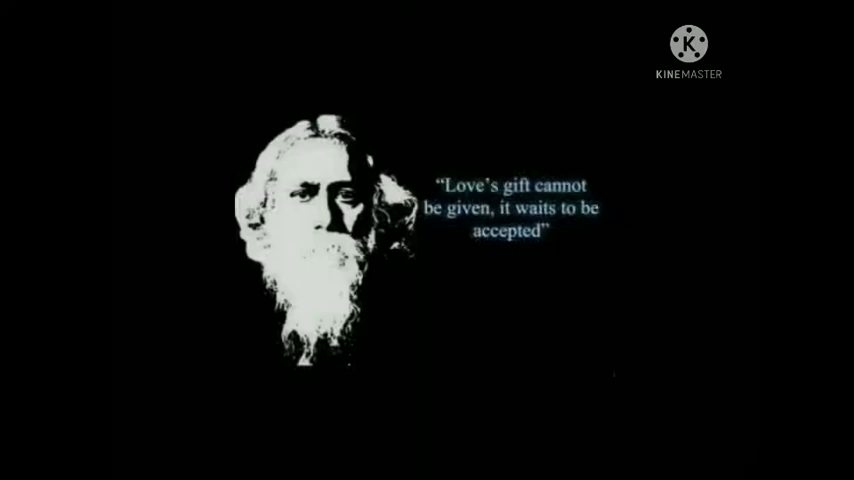 K
KINEMASTER
“Love’s gift cannot
be given, it waits to be
accepted”